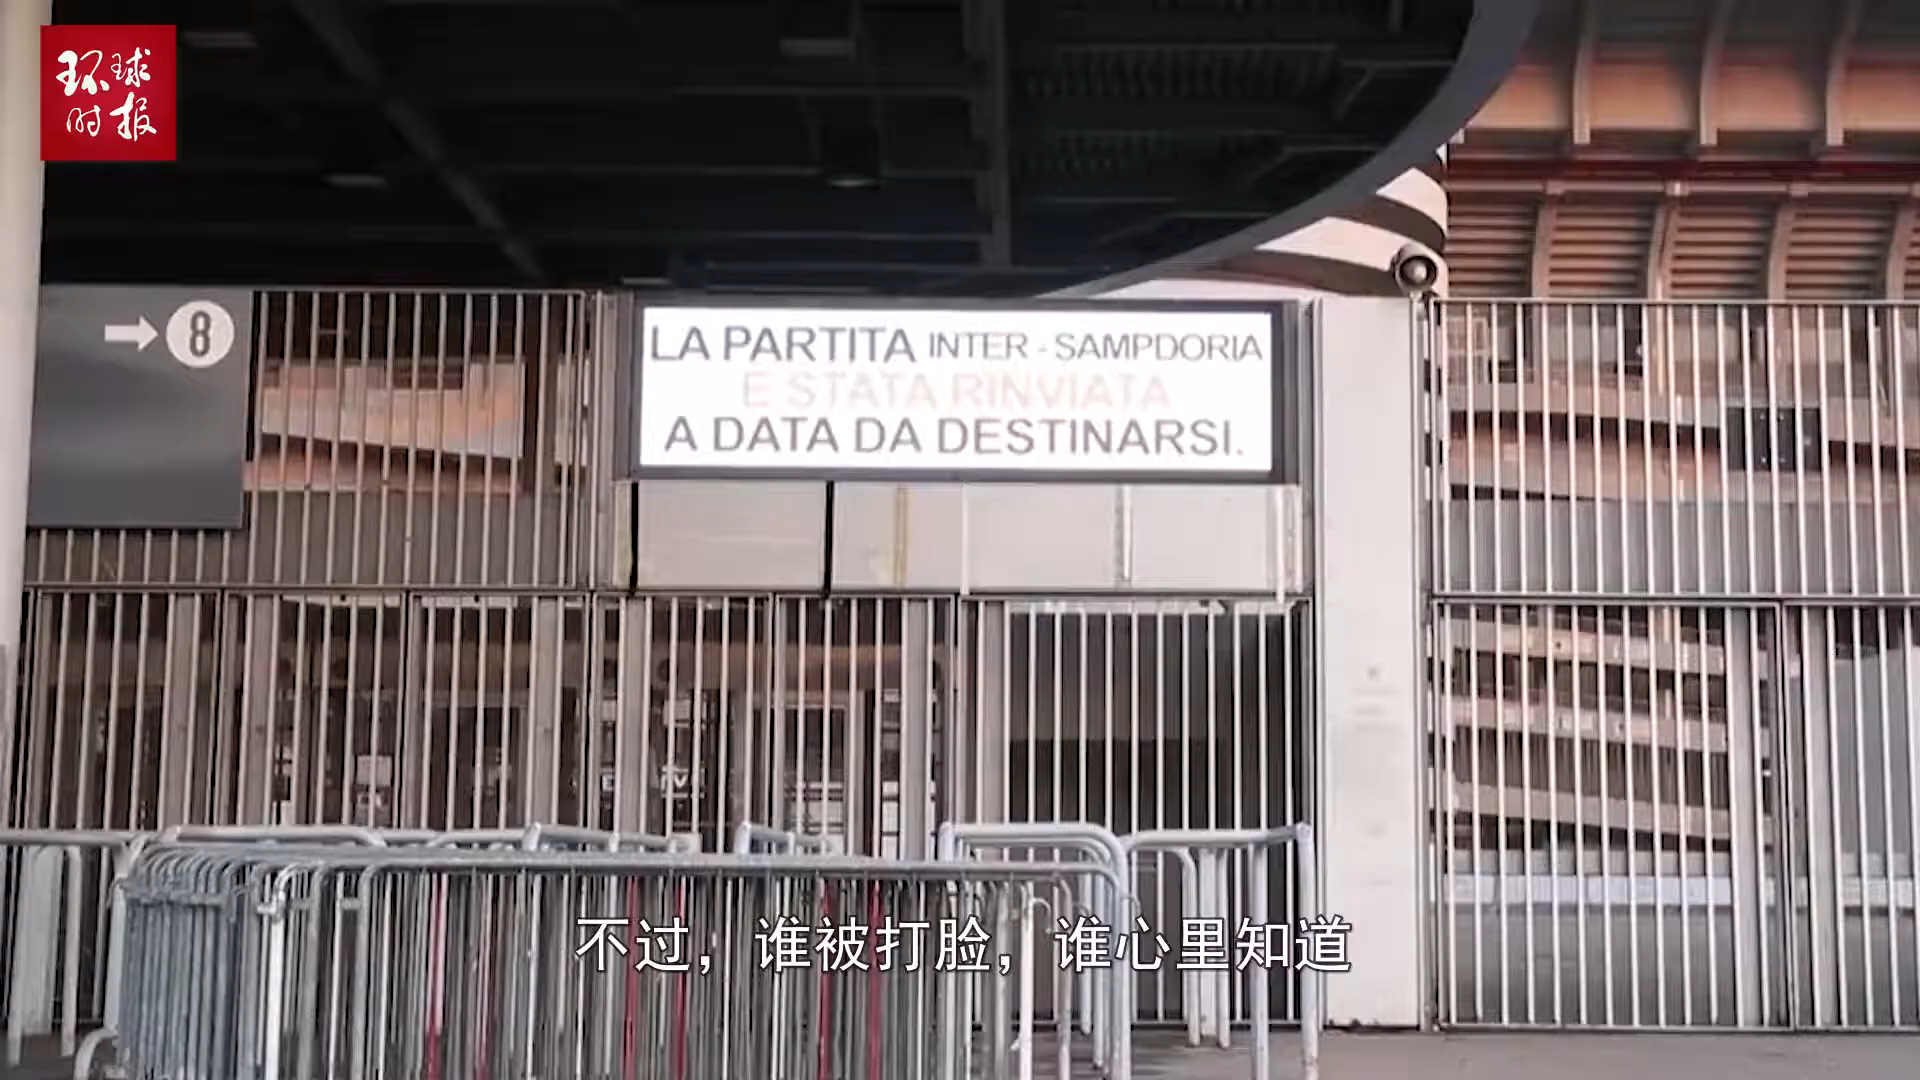 环球
时报
8
LA PARTITA INTER - SAMPDORIA
E STATA RINVIATA
A DATA DA DESTINARSI.
不过，谁被打脸，谁心里知道